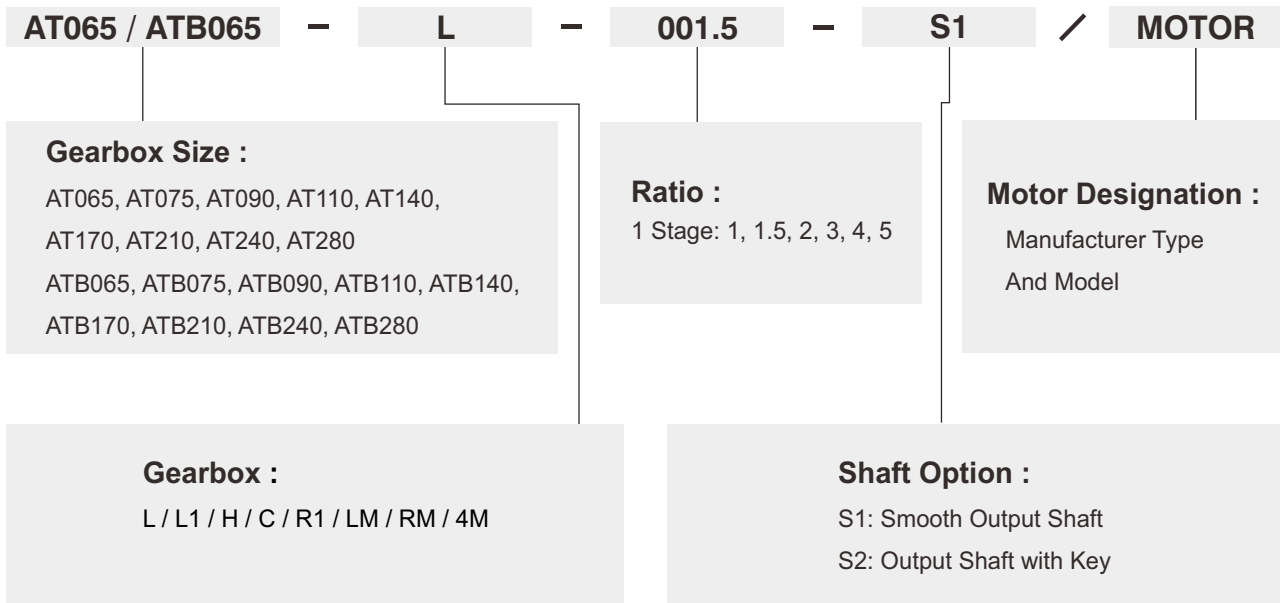 AT065 / ATB065 – L – 001.5 – S1 / MOTOR
Gearbox Size :
AT065, AT075, AT090, AT110, AT140,
AT170, AT210, AT240, AT280
ATB065, ATB075, ATB090, ATB110, ATB140,
ATB170, ATB210, ATB240, ATB280
Ratio :
1 Stage: 1, 1.5, 2, 3, 4, 5
Motor Designation :
Manufacturer Type
And Model
Gearbox :
L / L1 / H / C / R1 / LM / RM / 4M
Shaft Option :
S1: Smooth Output Shaft
S2: Output Shaft with Key